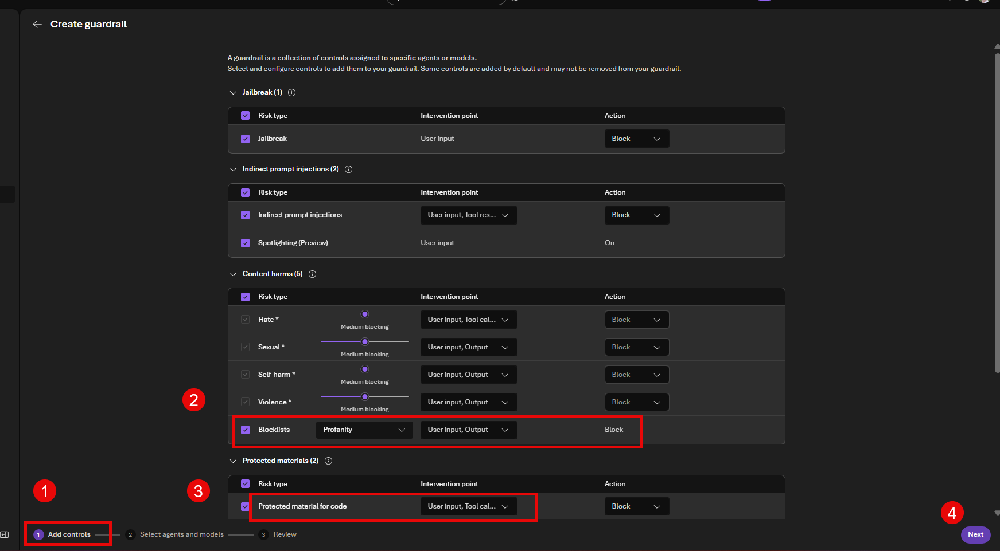 Create guardrail
A guardrail is a collection of controls assigned to specific agents or models.
Select and configure controls to add them to your guardrail. Some controls are added by default and may not be removed from your guardrail.
Jailbreak (1)
Risk type Intervention point Action
Jailbreak User input Block
Indirect prompt injections (2)
Risk type Intervention point Action
Indirect prompt injections User input, Tool res... Block
Spotlighting (Preview) User input On
Content harms (5)
Risk type Intervention point Action
Hate * Medium blocking User input, Tool cal... Block
Sexual * Medium blocking User input, Output Block
Self-harm * Medium blocking User input, Output Block
2
Violence * Medium blocking User input, Output Block
Blocklists Profanity User input, Output Block
Protected materials (2)
1
3
Risk type Intervention point Action
Protected material for code User input, Tool cal... Block
4
1 Add controls 2 Select agents and models 3 Review Next